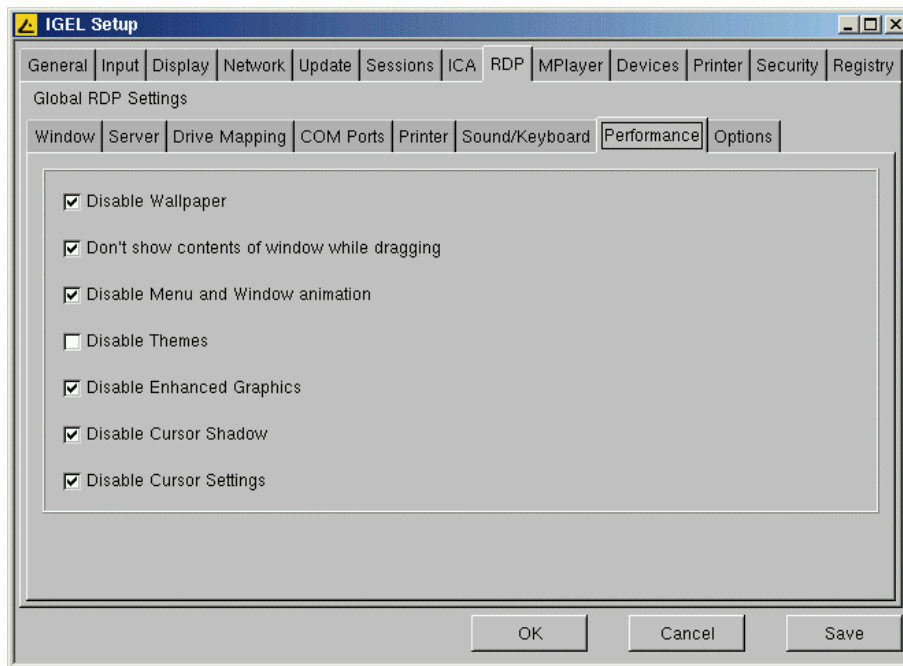 IGEL Setup
General Input Display Network Update Sessions ICA RDP MPlayer Devices Printer Security Registry
Global RDP Settings
Window Server Drive Mapping COM Ports Printer Sound/Keyboard Performance Options
Disable Wallpaper
Don't show contents of window while dragging
Disable Menu and Window animation
Disable Themes
Disable Enhanced Graphics
Disable Cursor Shadow
Disable Cursor Settings
OK Cancel Save